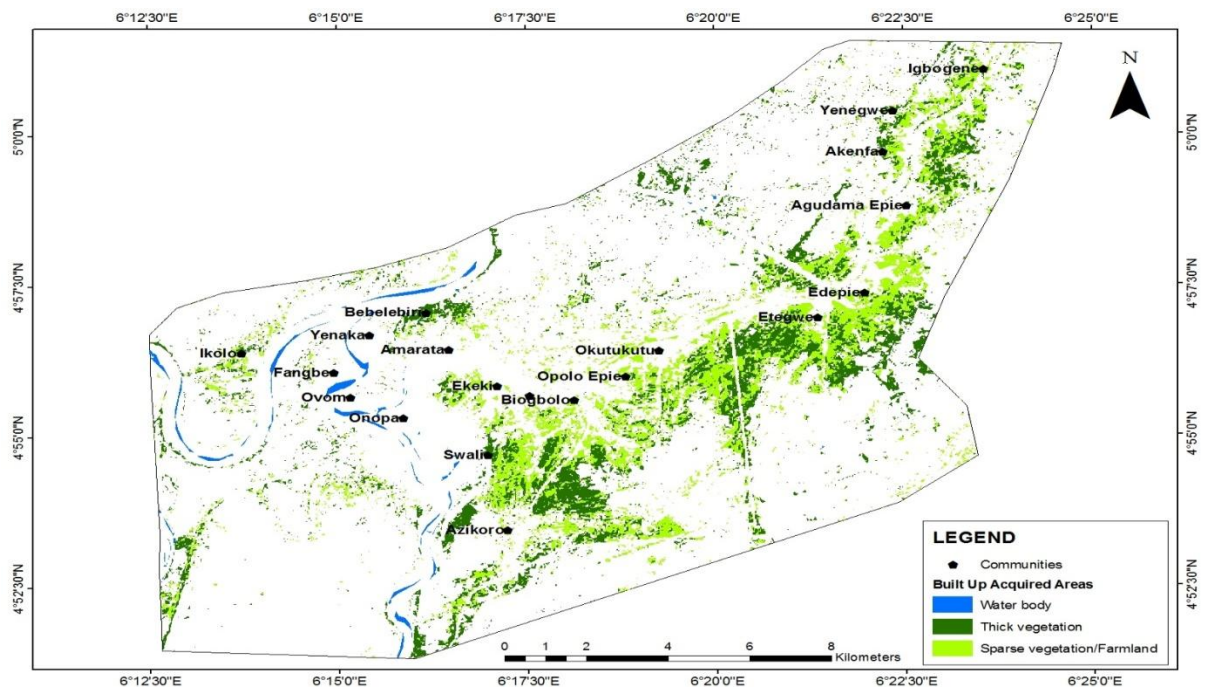 6°12'30"E 6°15'0"E 6°17'30"E 6°20'0"E 6°22'30"E 6°25'0"E
N
Igbogene
Yenegwe
5°0'0"N 5°0'0"N
Akenfa
Agudama Epie
4°57'30"N 4°57'30"N
Edepie
Bebelebiri
Etegwe
Yenaka
Ikolo
Amarata
Okutukutu
Fangbe
Opolo Epie
Ekeki
Ovom
Biogbolo
Onopa
4°55'0"N 4°55'0"N
Swali
Azikoro
LEGEND
Communities
Built Up Acquired Areas
Water body
Thick vegetation
Sparse vegetation/Farmland
4°52'30"N 4°52'30"N
0 1 2 4 6 8
Kilometers
6°12'30"E 6°15'0"E 6°17'30"E 6°20'0"E 6°22'30"E 6°25'0"E